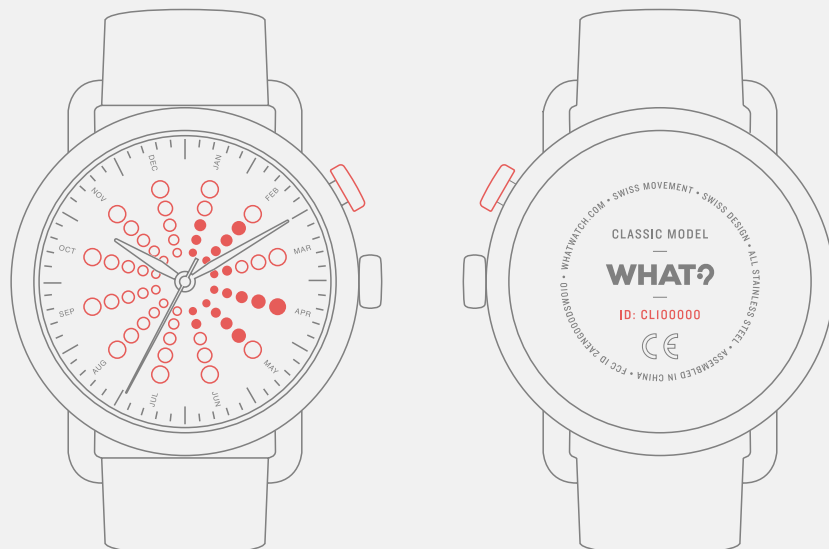 JAN
FEB
MAR
APR
MAY
JUN
JUL
AUG
SEP
OCT
NOV
DEC
WHATWATCH.COM • SWISS MOVEMENT • SWISS DESIGN • ALL STAINLESS STEEL • ASSEMBLED IN CHINA • FCC ID 2AENG0000DSWG10 •
CLASSIC MODEL
WHAT?
ID: CLI00000
CE